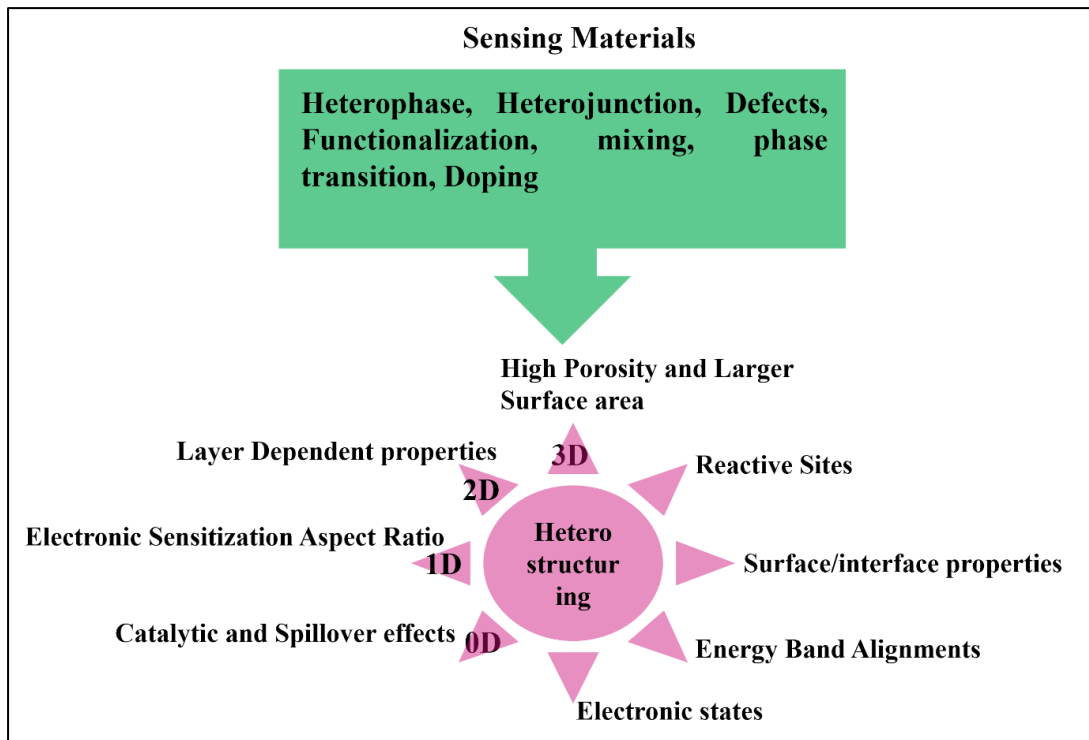 Sensing Materials
Heterophase, Heterojunction, Defects,
Functionalization, mixing, phase
transition, Doping
High Porosity and Larger
Surface area
3D
Layer Dependent properties
2D
Reactive Sites
Electronic Sensitization Aspect Ratio
1D
Hetero
structur
ing
Surface/interface properties
Catalytic and Spillover effects
0D
Energy Band Alignments
Electronic states